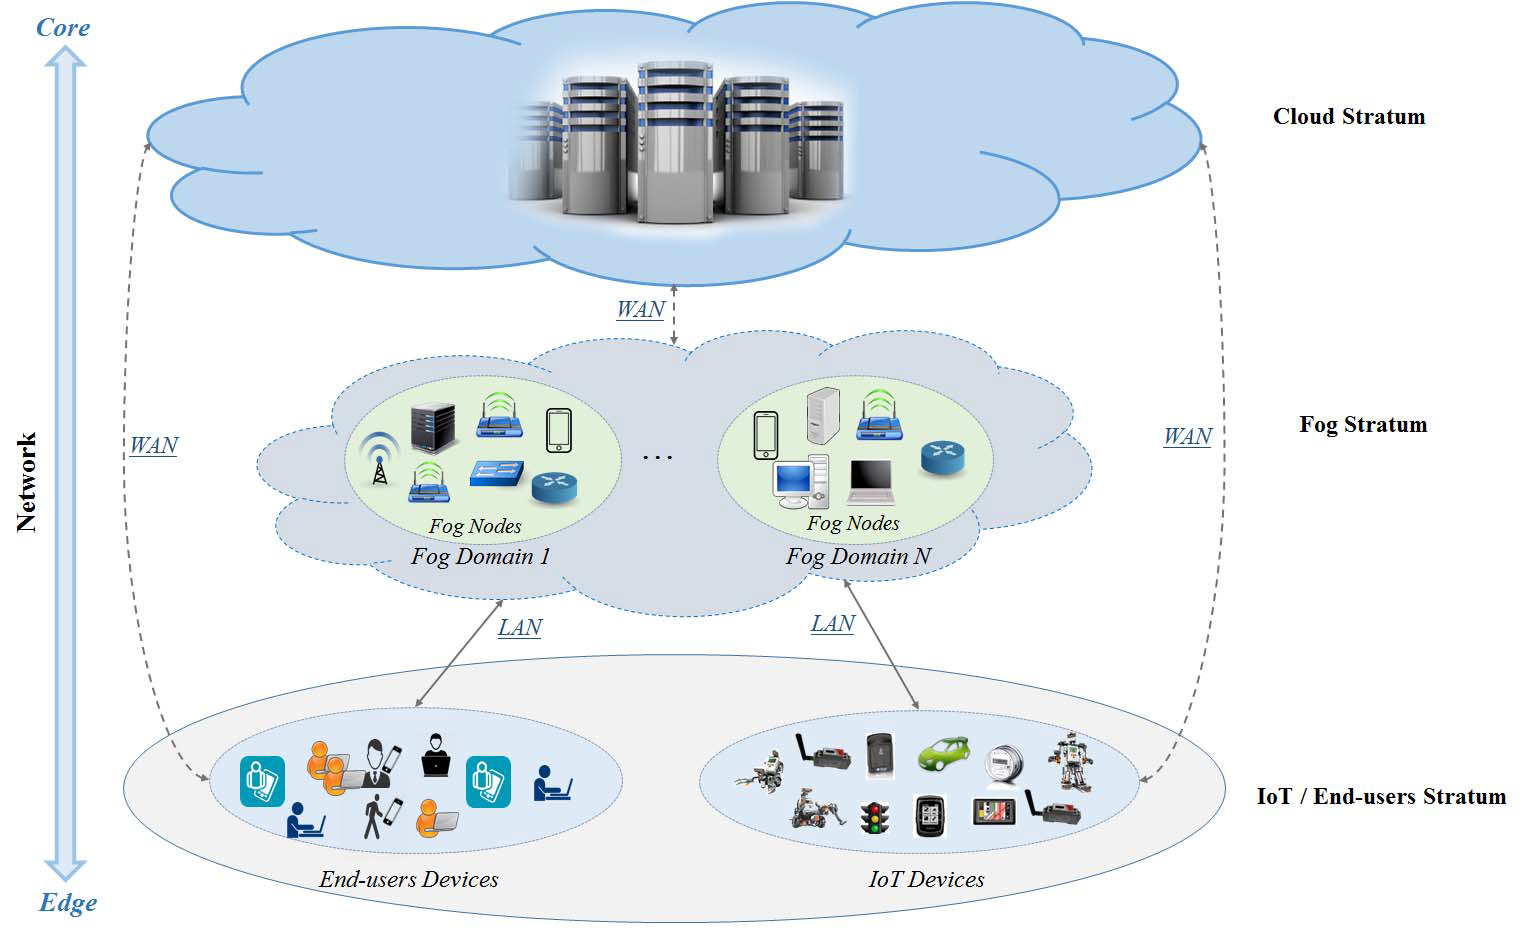 Core
Cloud Stratum
WAN
Network
WAN
WAN
Fog Stratum
...
Fog Nodes
Fog Nodes
Fog Domain 1
Fog Domain N
LAN
LAN
IoT / End-users Stratum
End-users Devices
IoT Devices
Edge